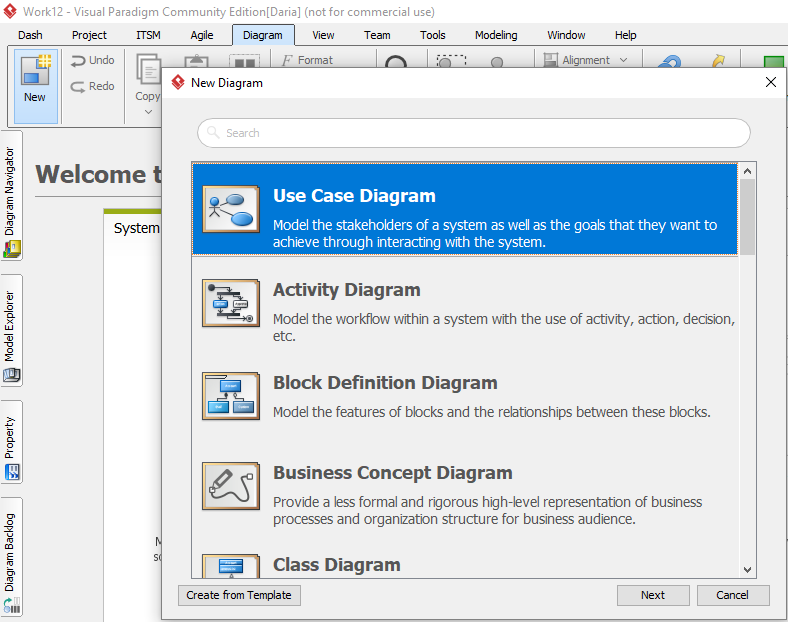 Work12 - Visual Paradigm Community Edition[Daria] (not for commercial use)
Dash Project ITSM Agile Diagram View Team Tools Modeling Window Help
New
Undo
Redo
Copy
Format
Alignment
Diagram Navigator
Model Explorer
Property
Diagram Backlog
Welcome t
System
New Diagram
Search
Use Case Diagram
Model the stakeholders of a system as well as the goals that they want to
achieve through interacting with the system.
Activity Diagram
Model the workflow within a system with the use of activity, action, decision,
etc.
Block Definition Diagram
Model the features of blocks and the relationships between these blocks.
Business Concept Diagram
Provide a less formal and rigorous high-level representation of business
processes and organization structure for business audience.
Class Diagram
Create from Template Next Cancel